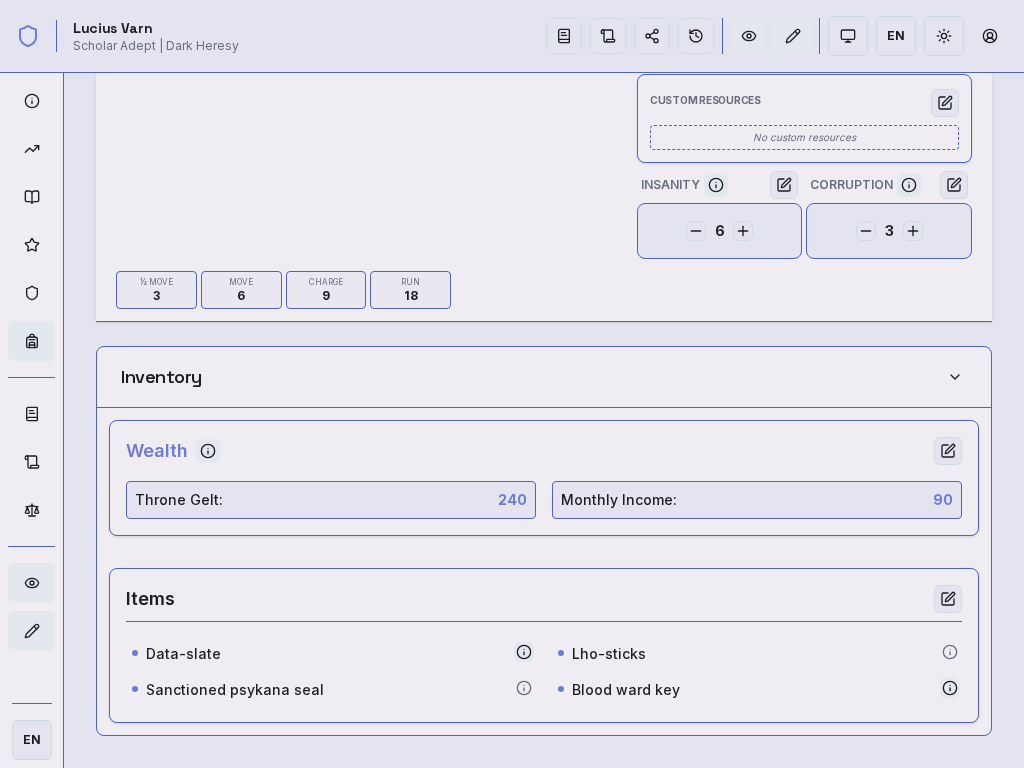 Lucius Varn
Scholar Adept | Dark Heresy
EN
CUSTOM RESOURCES
No custom resources
INSANITY
CORRUPTION
6
3
½ MOVE
3
MOVE
6
CHARGE
9
RUN
18
Inventory
Wealth
Throne Gelt: 240
Monthly Income: 90
Items
Data-slate
Lho-sticks
Sanctioned psykana seal
Blood ward key
EN